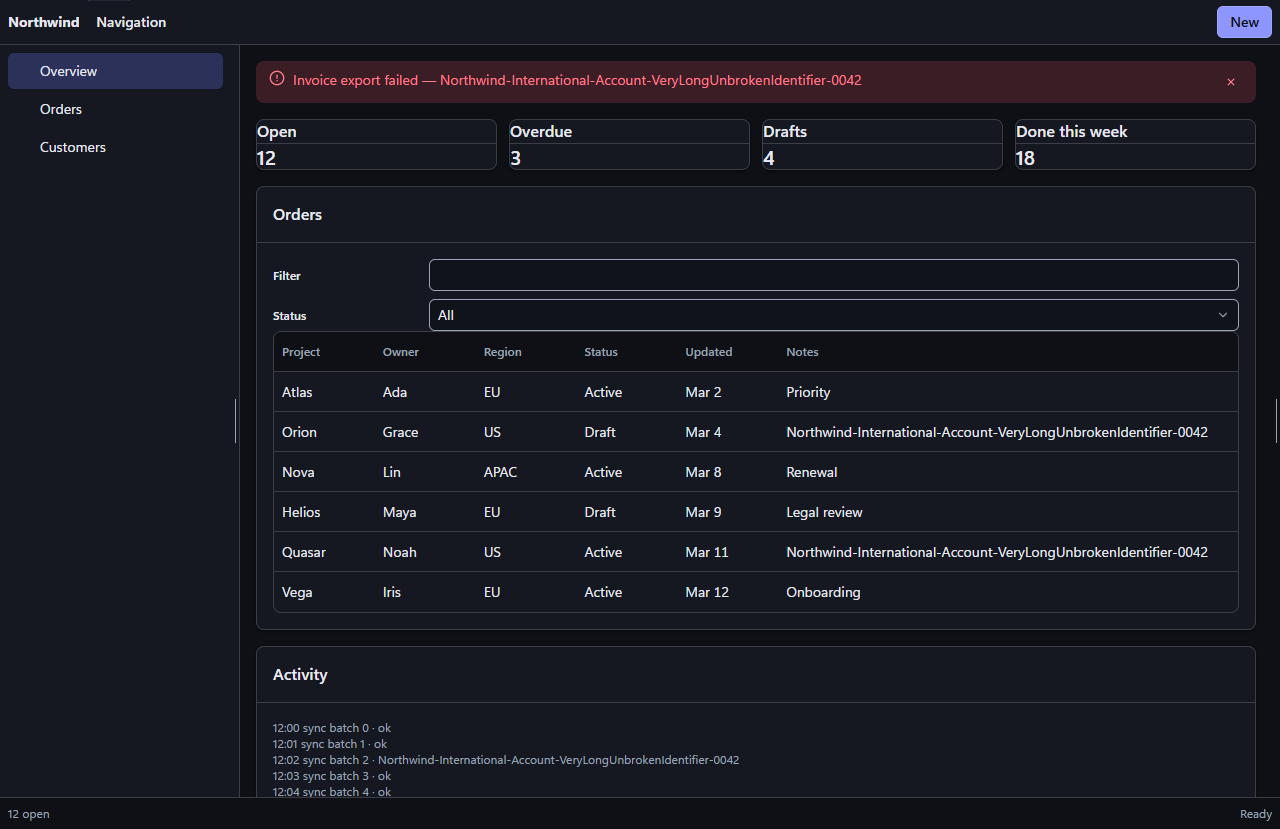 Northwind Navigation New
Overview
Orders
Customers
Invoice export failed — Northwind-International-Account-VeryLongUnbrokenIdentifier-0042 ×
Open Overdue Drafts Done this week
12 3 4 18
Orders
Filter
Status All
Project Owner Region Status Updated Notes
Atlas Ada EU Active Mar 2 Priority
Orion Grace US Draft Mar 4 Northwind-International-Account-VeryLongUnbrokenIdentifier-0042
Nova Lin APAC Active Mar 8 Renewal
Helios Maya EU Draft Mar 9 Legal review
Quasar Noah US Active Mar 11 Northwind-International-Account-VeryLongUnbrokenIdentifier-0042
Vega Iris EU Active Mar 12 Onboarding
Activity
12:00 sync batch 0 · ok
12:01 sync batch 1 · ok
12:02 sync batch 2 · Northwind-International-Account-VeryLongUnbrokenIdentifier-0042
12:03 sync batch 3 · ok
12:04 sync batch 4 · ok
12 open Ready